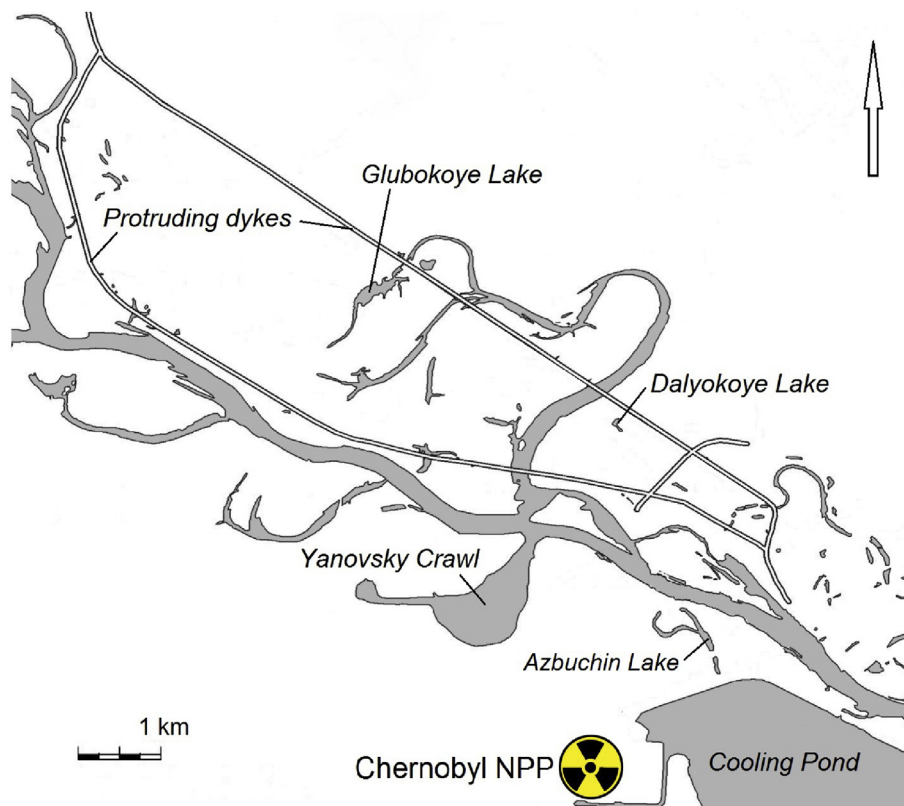 Glubokoye Lake
Protruding dykes
Dalyokoye Lake
Yanovsky Crawl
Azbuchin Lake
1 km
Chernobyl NPP
Cooling Pond